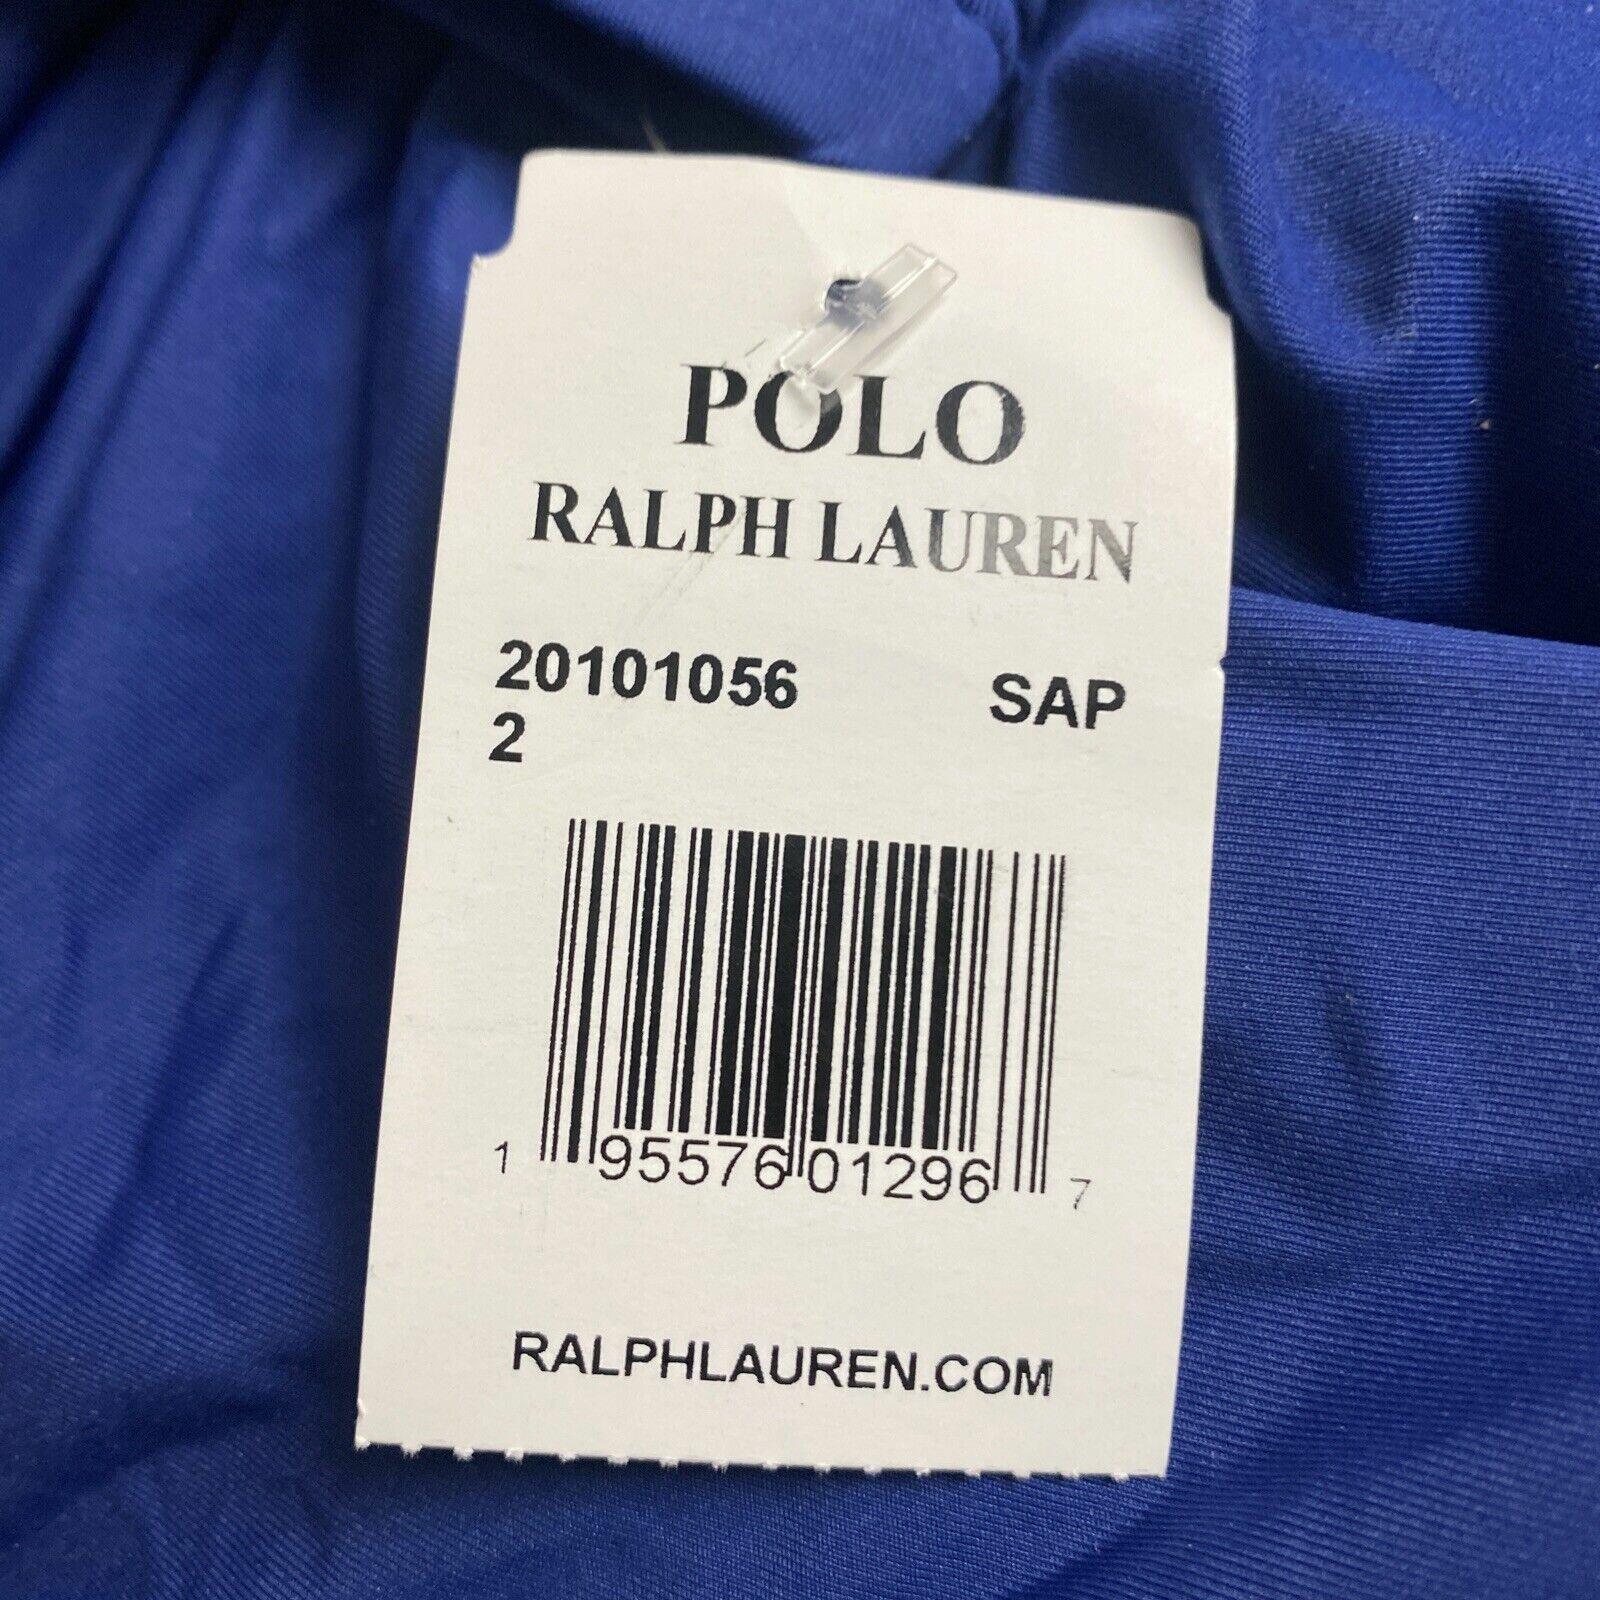 POLO
RALPH LAUREN
20101056 SAP
2
1 95576 01296 7
RALPHLAUREN.COM